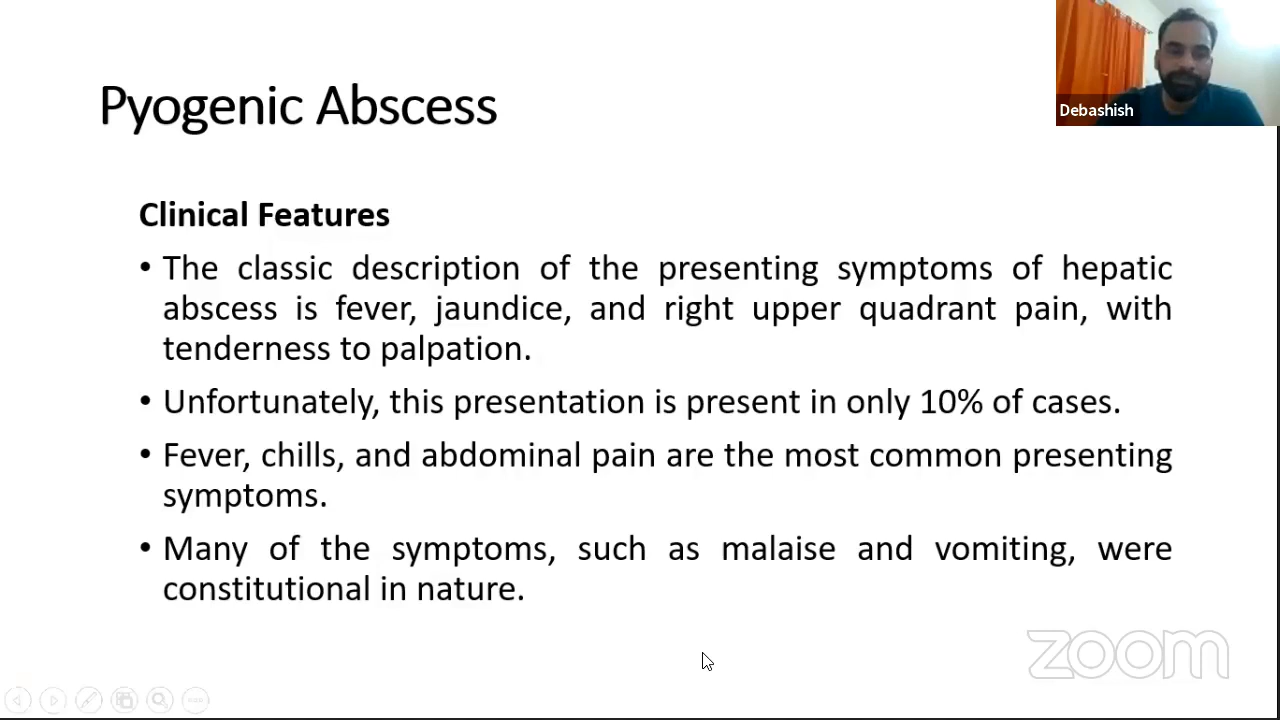 Pyogenic Abscess
Debashish
Clinical Features
• The classic description of the presenting symptoms of hepatic
abscess is fever, jaundice, and right upper quadrant pain, with
tenderness to palpation.
• Unfortunately, this presentation is present in only 10% of cases.
• Fever, chills, and abdominal pain are the most common presenting
symptoms.
• Many of the symptoms, such as malaise and vomiting, were
constitutional in nature.
zoom